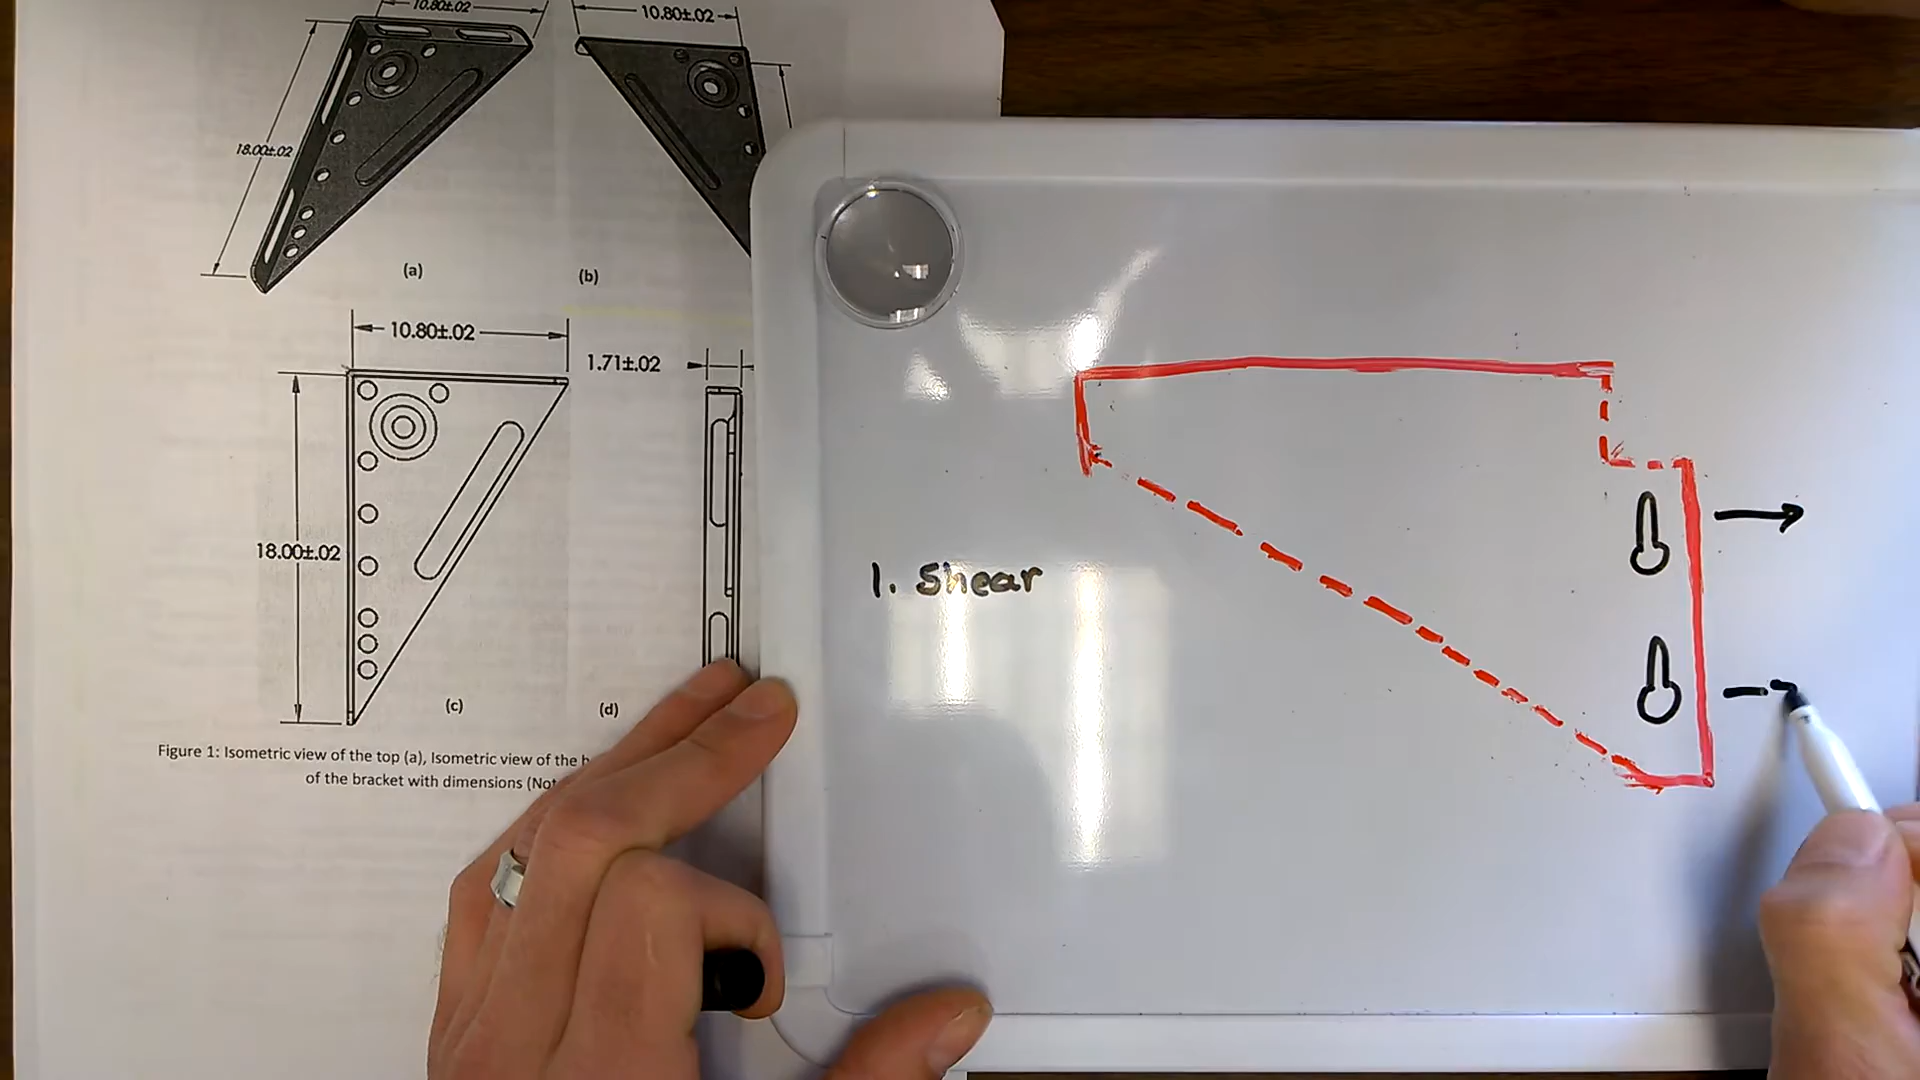 10.80±.02
10.80±.02
18.00±.02
(a)
(b)
10.80±.02
1.71±.02
18.00±.02
(c)
(d)
Figure 1: Isometric view of the top (a), Isometric view of the
of the bracket with dimensions
1. Shear